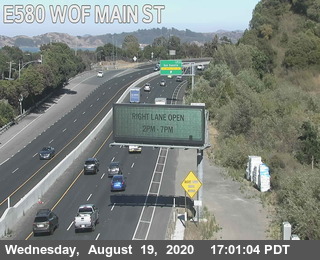 E580 WOF MAIN ST
RIGHT LANE OPEN
2PM - 7PM
Wednesday, August 19, 2020 17:01:04 PDT